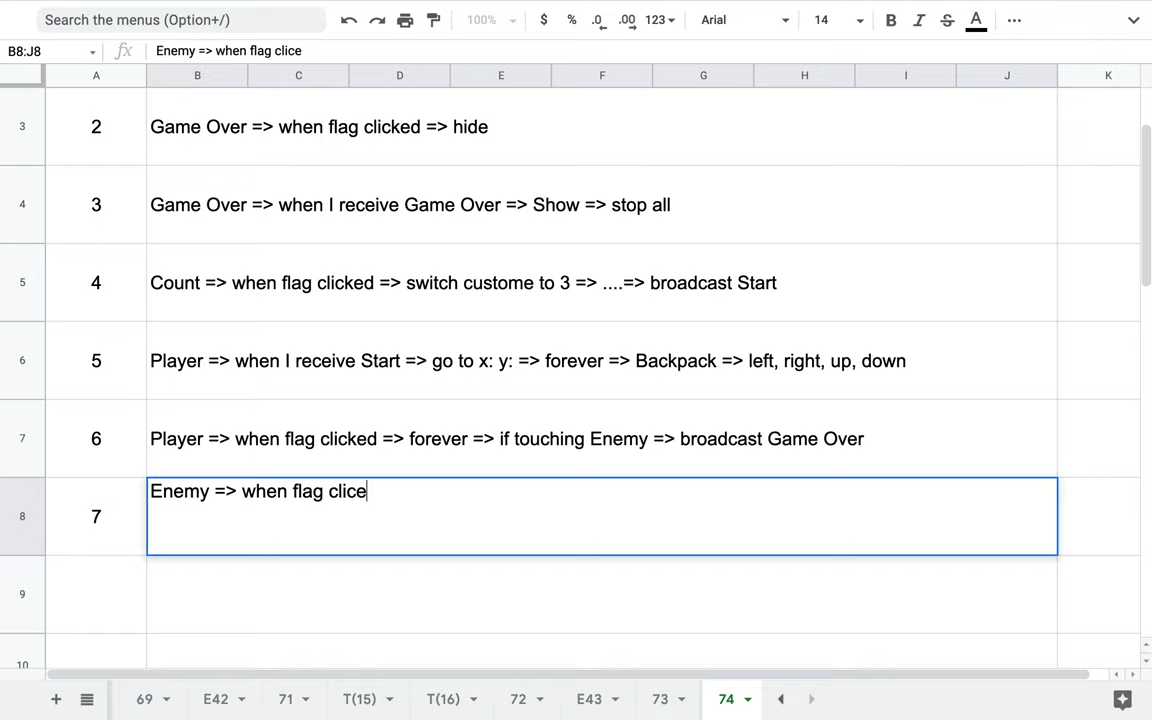 Search the menus (Option+/) 100% $ % .0 .00 123 Arial 14 B I S A
B8:J8 fx Enemy => when flag clice
A B C D E F G H I J K
3 2 Game Over => when flag clicked => hide
4 3 Game Over => when I receive Game Over => Show => stop all
5 4 Count => when flag clicked => switch custome to 3 => ....=> broadcast Start
6 5 Player => when I receive Start => go to x: y: => forever => Backpack => left, right, up, down
7 6 Player => when flag clicked => forever => if touching Enemy => broadcast Game Over
8 7 Enemy => when flag clice
9
10
69 E42 71 T(15) T(16) 72 E43 73 74